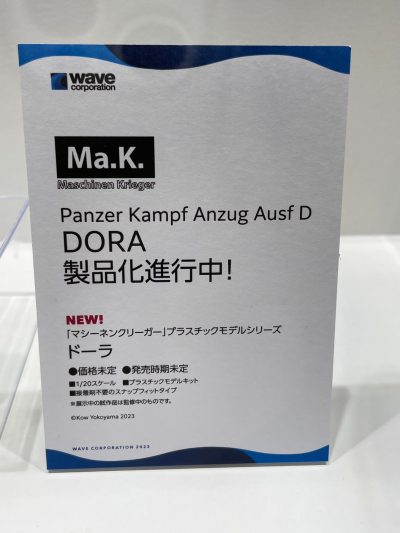 wave
corporation
Ma.K.
Maschinen Krieger
Panzer Kampf Anzug Ausf D
DORA
製品化進行中!
NEW!
「マシーネンクリーガー」プラスチックモデルシリーズ
ドーラ
●価格未定 ●発売時期未定
■1/20スケール ■プラスチックモデルキット
■接着剤不要のスナップフィットタイプ
※展示中の試作品は監修中のものです。
©Kow Yokoyama 2023
WAVE CORPORATION 2023